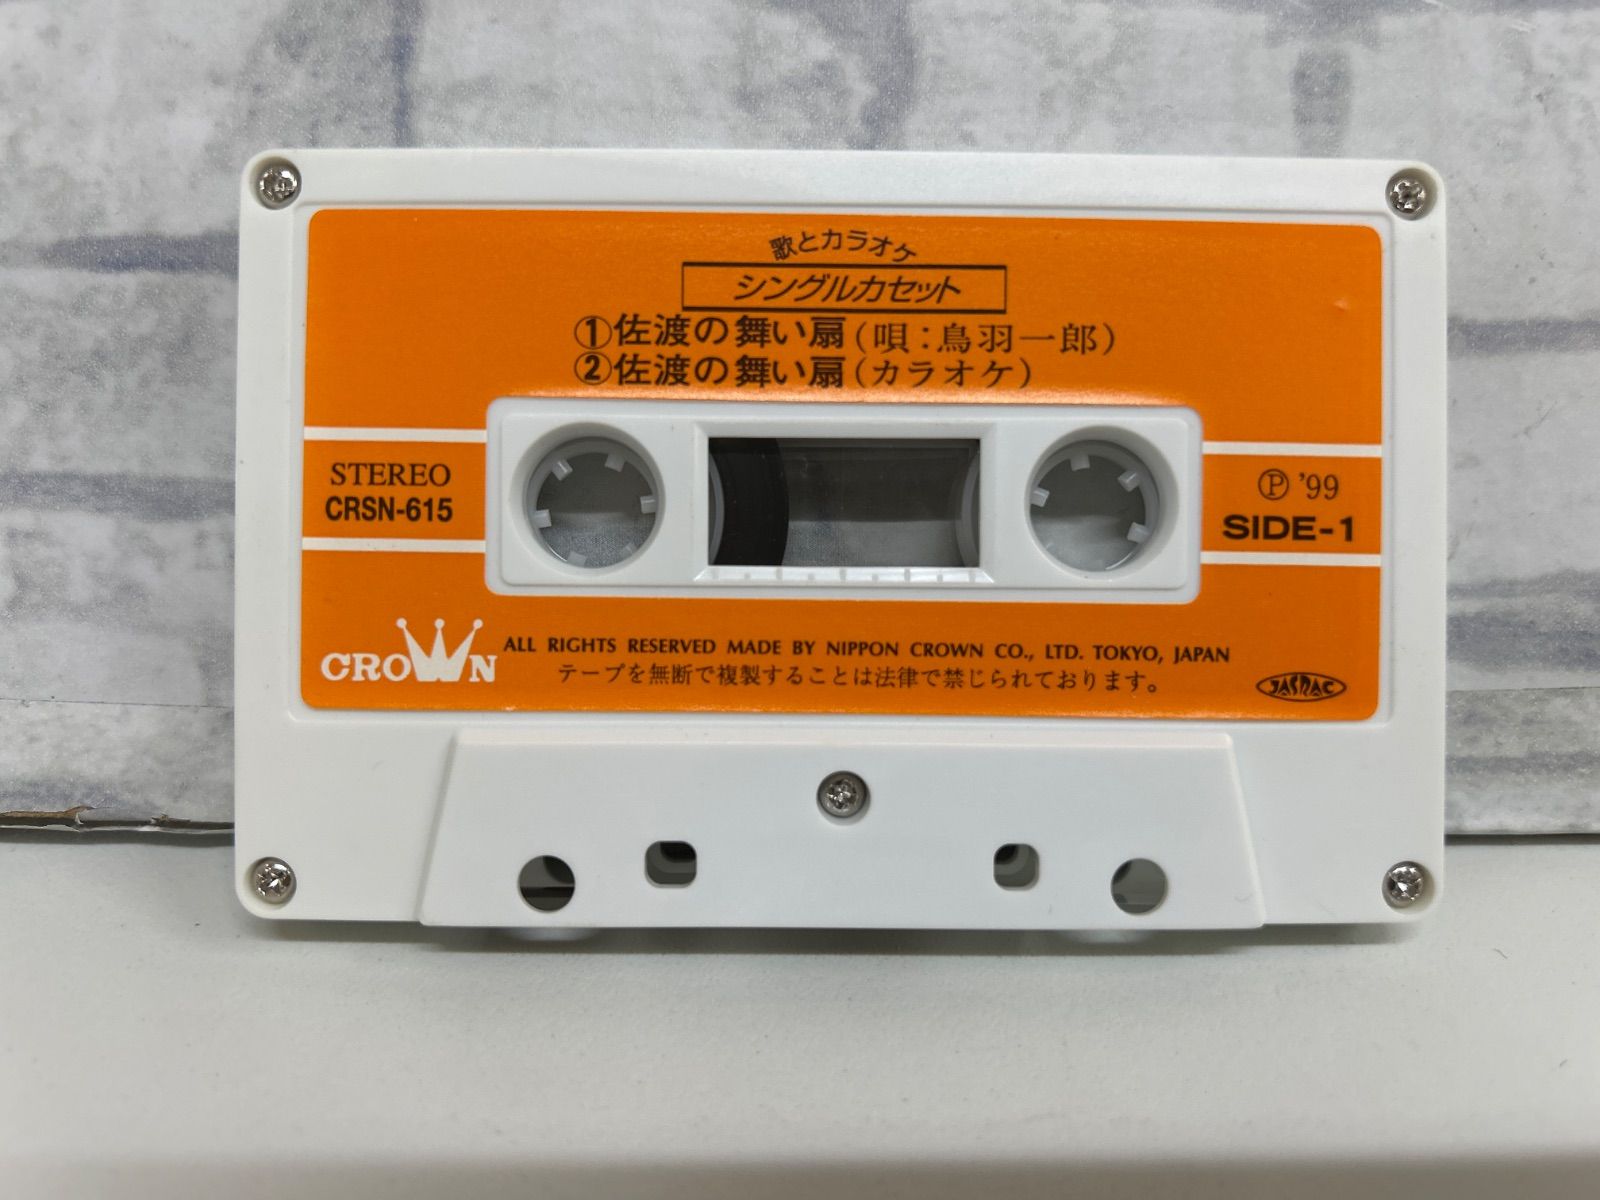 歌とカラオケ
シングルカセット
①佐渡の舞い扇(唄:鳥羽一郎)
②佐渡の舞い扇(カラオケ)
STEREO
CRSN-615
Ⓟ '99
SIDE-1
CROWN
ALL RIGHTS RESERVED MADE BY NIPPON CROWN CO., LTD. TOKYO, JAPAN
テープを無断で複製することは法律で禁じられております。
JASRAC